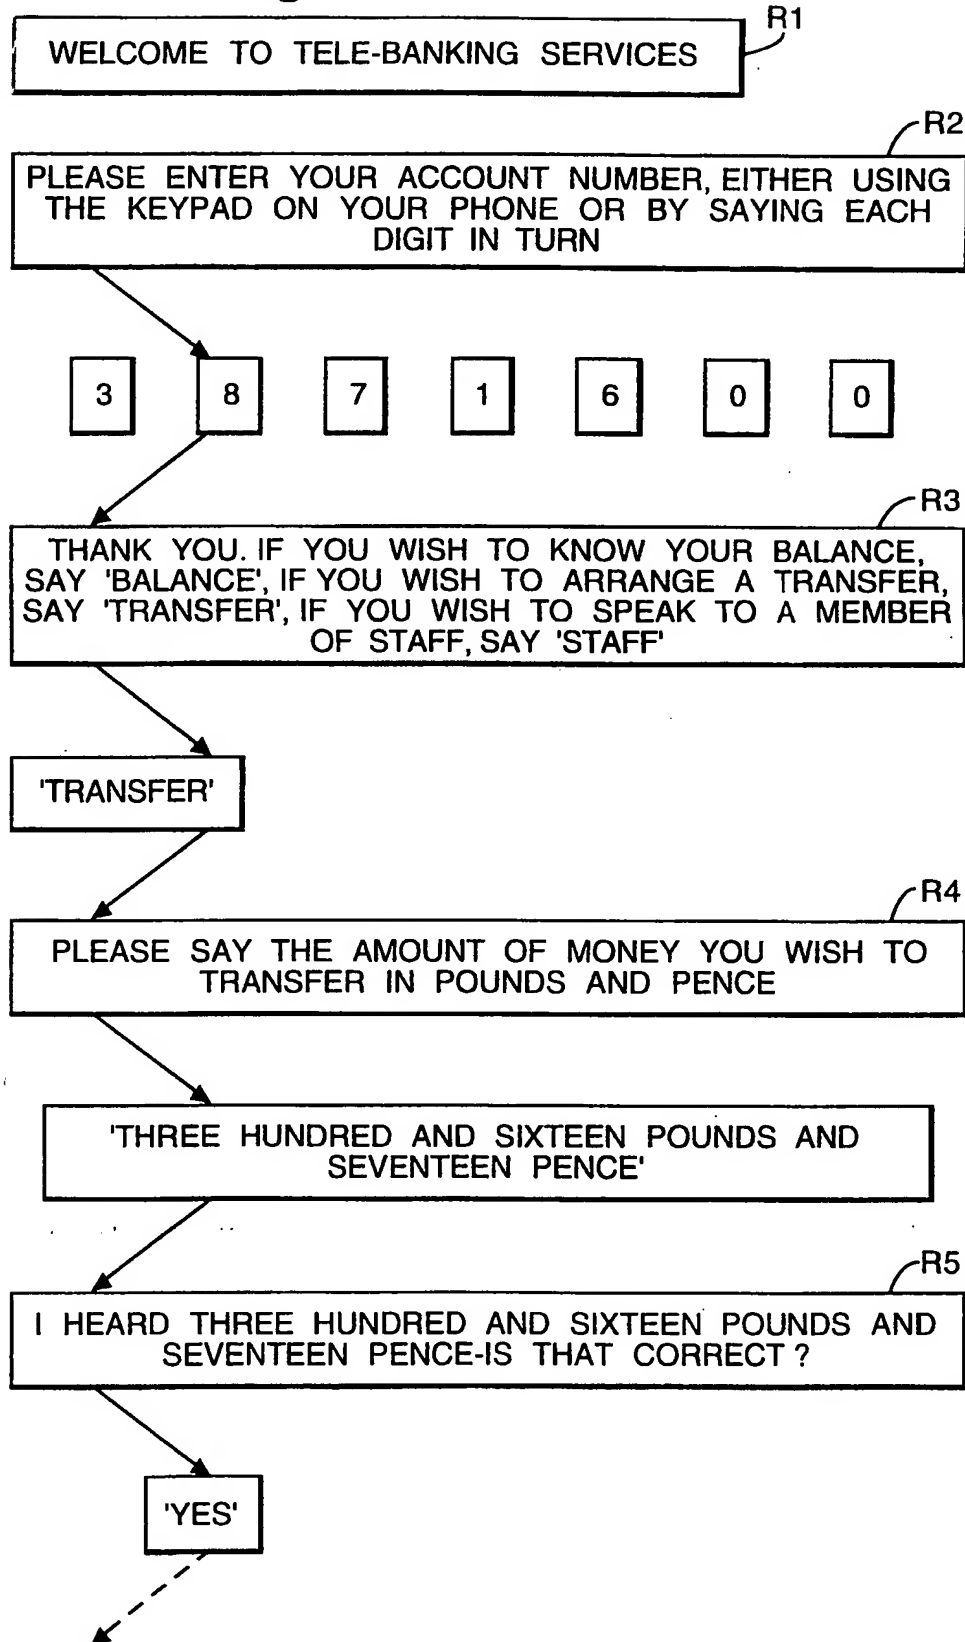 R1
WELCOME TO TELE-BANKING SERVICES
R2
PLEASE ENTER YOUR ACCOUNT NUMBER, EITHER USING
THE KEYPAD ON YOUR PHONE OR BY SAYING EACH
DIGIT IN TURN
3 8 7 1 6 0 0
R3
THANK YOU. IF YOU WISH TO KNOW YOUR BALANCE,
SAY 'BALANCE', IF YOU WISH TO ARRANGE A TRANSFER,
SAY 'TRANSFER', IF YOU WISH TO SPEAK TO A MEMBER
OF STAFF, SAY 'STAFF'
'TRANSFER'
R4
PLEASE SAY THE AMOUNT OF MONEY YOU WISH TO
TRANSFER IN POUNDS AND PENCE
'THREE HUNDRED AND SIXTEEN POUNDS AND
SEVENTEEN PENCE'
R5
I HEARD THREE HUNDRED AND SIXTEEN POUNDS AND
SEVENTEEN PENCE-IS THAT CORRECT ?
'YES'